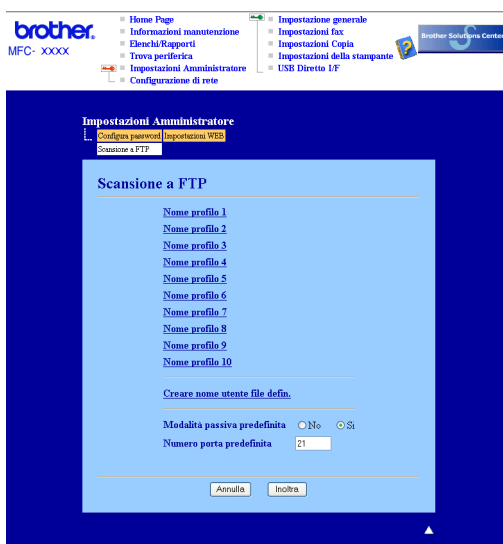 brother.
MFC- XXXX
Home Page
Informazioni manutenzione
Elenchi/Rapporti
Trova periferica
Impostazioni Amministratore
Configurazione di rete
Impostazione generale
Impostazioni fax
Impostazioni Copia
Impostazioni della stampante
USB Diretto I/F
Brother Solutions Center
Impostazioni Amministratore
Configura password
Impostazioni WEB
Scansione a FTP
Scansione a FTP
Nome profilo 1
Nome profilo 2
Nome profilo 3
Nome profilo 4
Nome profilo 5
Nome profilo 6
Nome profilo 7
Nome profilo 8
Nome profilo 9
Nome profilo 10
Creare nome utente file defin.
Modalità passiva predefinita No Si
Numero porta predefinita 21
Annulla Inoltra